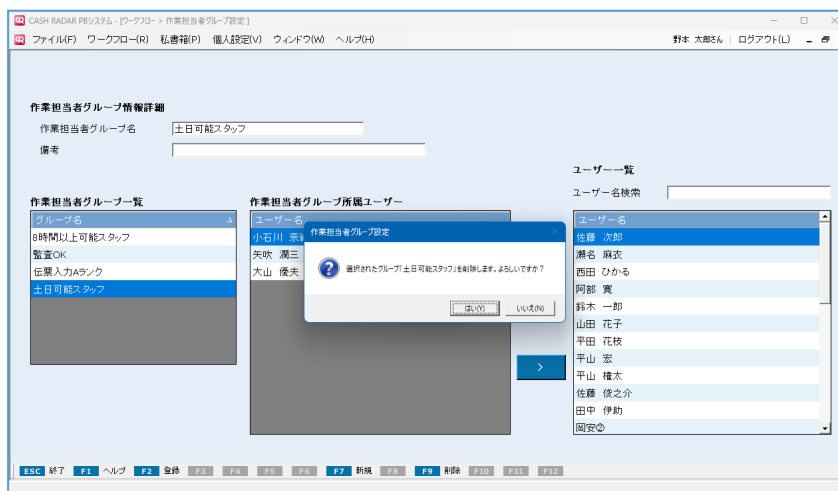 CASH RADAR PBシステム - [ワークフロー > 作業担当者グループ設定 ]
ファイル(F) ワークフロー(R) 私書箱(P) 個人設定(V) ウィンドウ(W) ヘルプ(H) 野本 太郎さん | ログアウト(L)
作業担当者グループ情報詳細
作業担当者グループ名 土日可能スタッフ
備考
作業担当者グループ一覧
グループ名
8時間以上可能スタッフ
監査OK
伝票入力Aランク
土日可能スタッフ
作業担当者グループ所属ユーザー
ユーザー名
小石川
矢吹 潤三
大山 優夫
作業担当者グループ設定
選択されたグループ「土日可能スタッフ」を削除します。よろしいですか?
はい(Y) いいえ(N)
>
ユーザー一覧
ユーザー名検索
ユーザー名
佐藤 次郎
瀬名 麻衣
西田 ひかる
阿部 寛
鈴木 一郎
山田 花子
平田 花枝
平山 宏
平山 権太
佐藤 俊之介
田中 伊助
岡安②
ESC 終了 F1 ヘルプ F2 登録 F3 F4 F5 F6 F7 新規 F8 F9 削除 F10 F11 F12